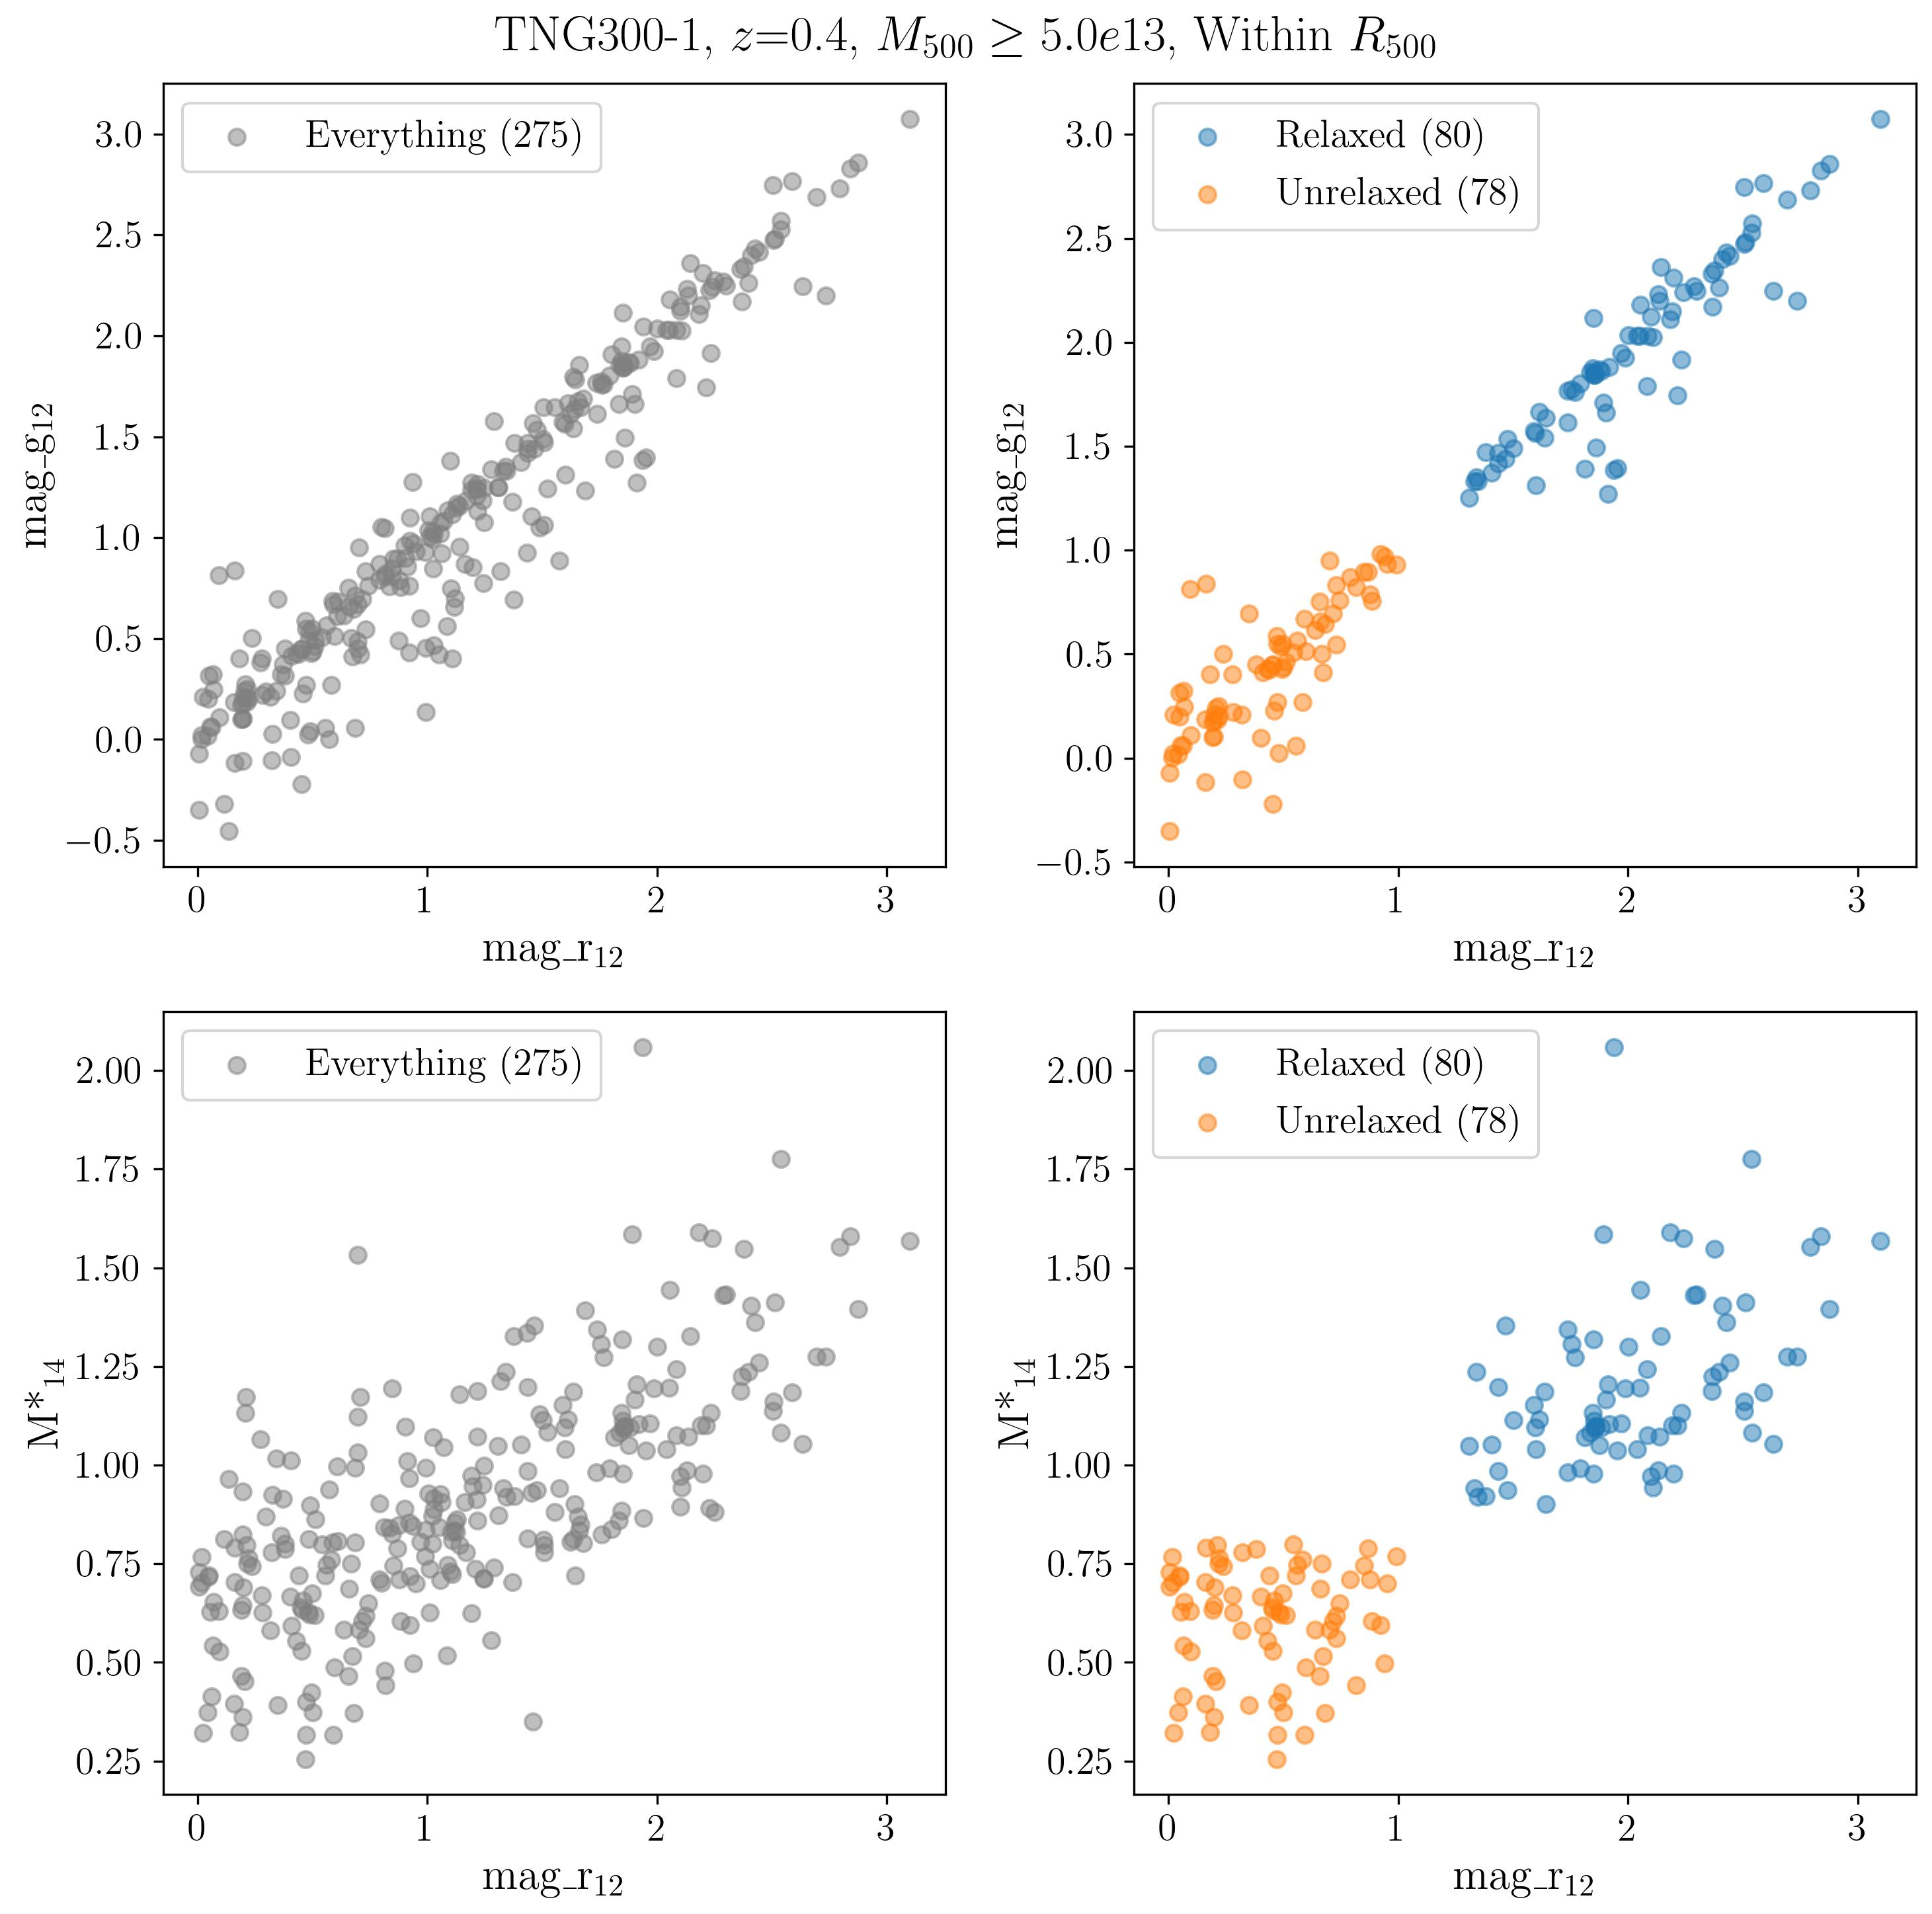 TNG300-1, z=0.4, M₅₀₀ ≥ 5.0e13, Within R₅₀₀
Everything (275)
3.0
2.5
2.0
1.5
1.0
0.5
0.0
−0.5
mag_g₁₂
0 1 2 3
mag_r₁₂
Relaxed (80)
Unrelaxed (78)
3.0
2.5
2.0
1.5
1.0
0.5
0.0
−0.5
mag_g₁₂
0 1 2 3
mag_r₁₂
Everything (275)
2.00
1.75
1.50
1.25
1.00
0.75
0.50
0.25
M*₁₄
0 1 2 3
mag_r₁₂
Relaxed (80)
Unrelaxed (78)
2.00
1.75
1.50
1.25
1.00
0.75
0.50
0.25
M*₁₄
0 1 2 3
mag_r₁₂